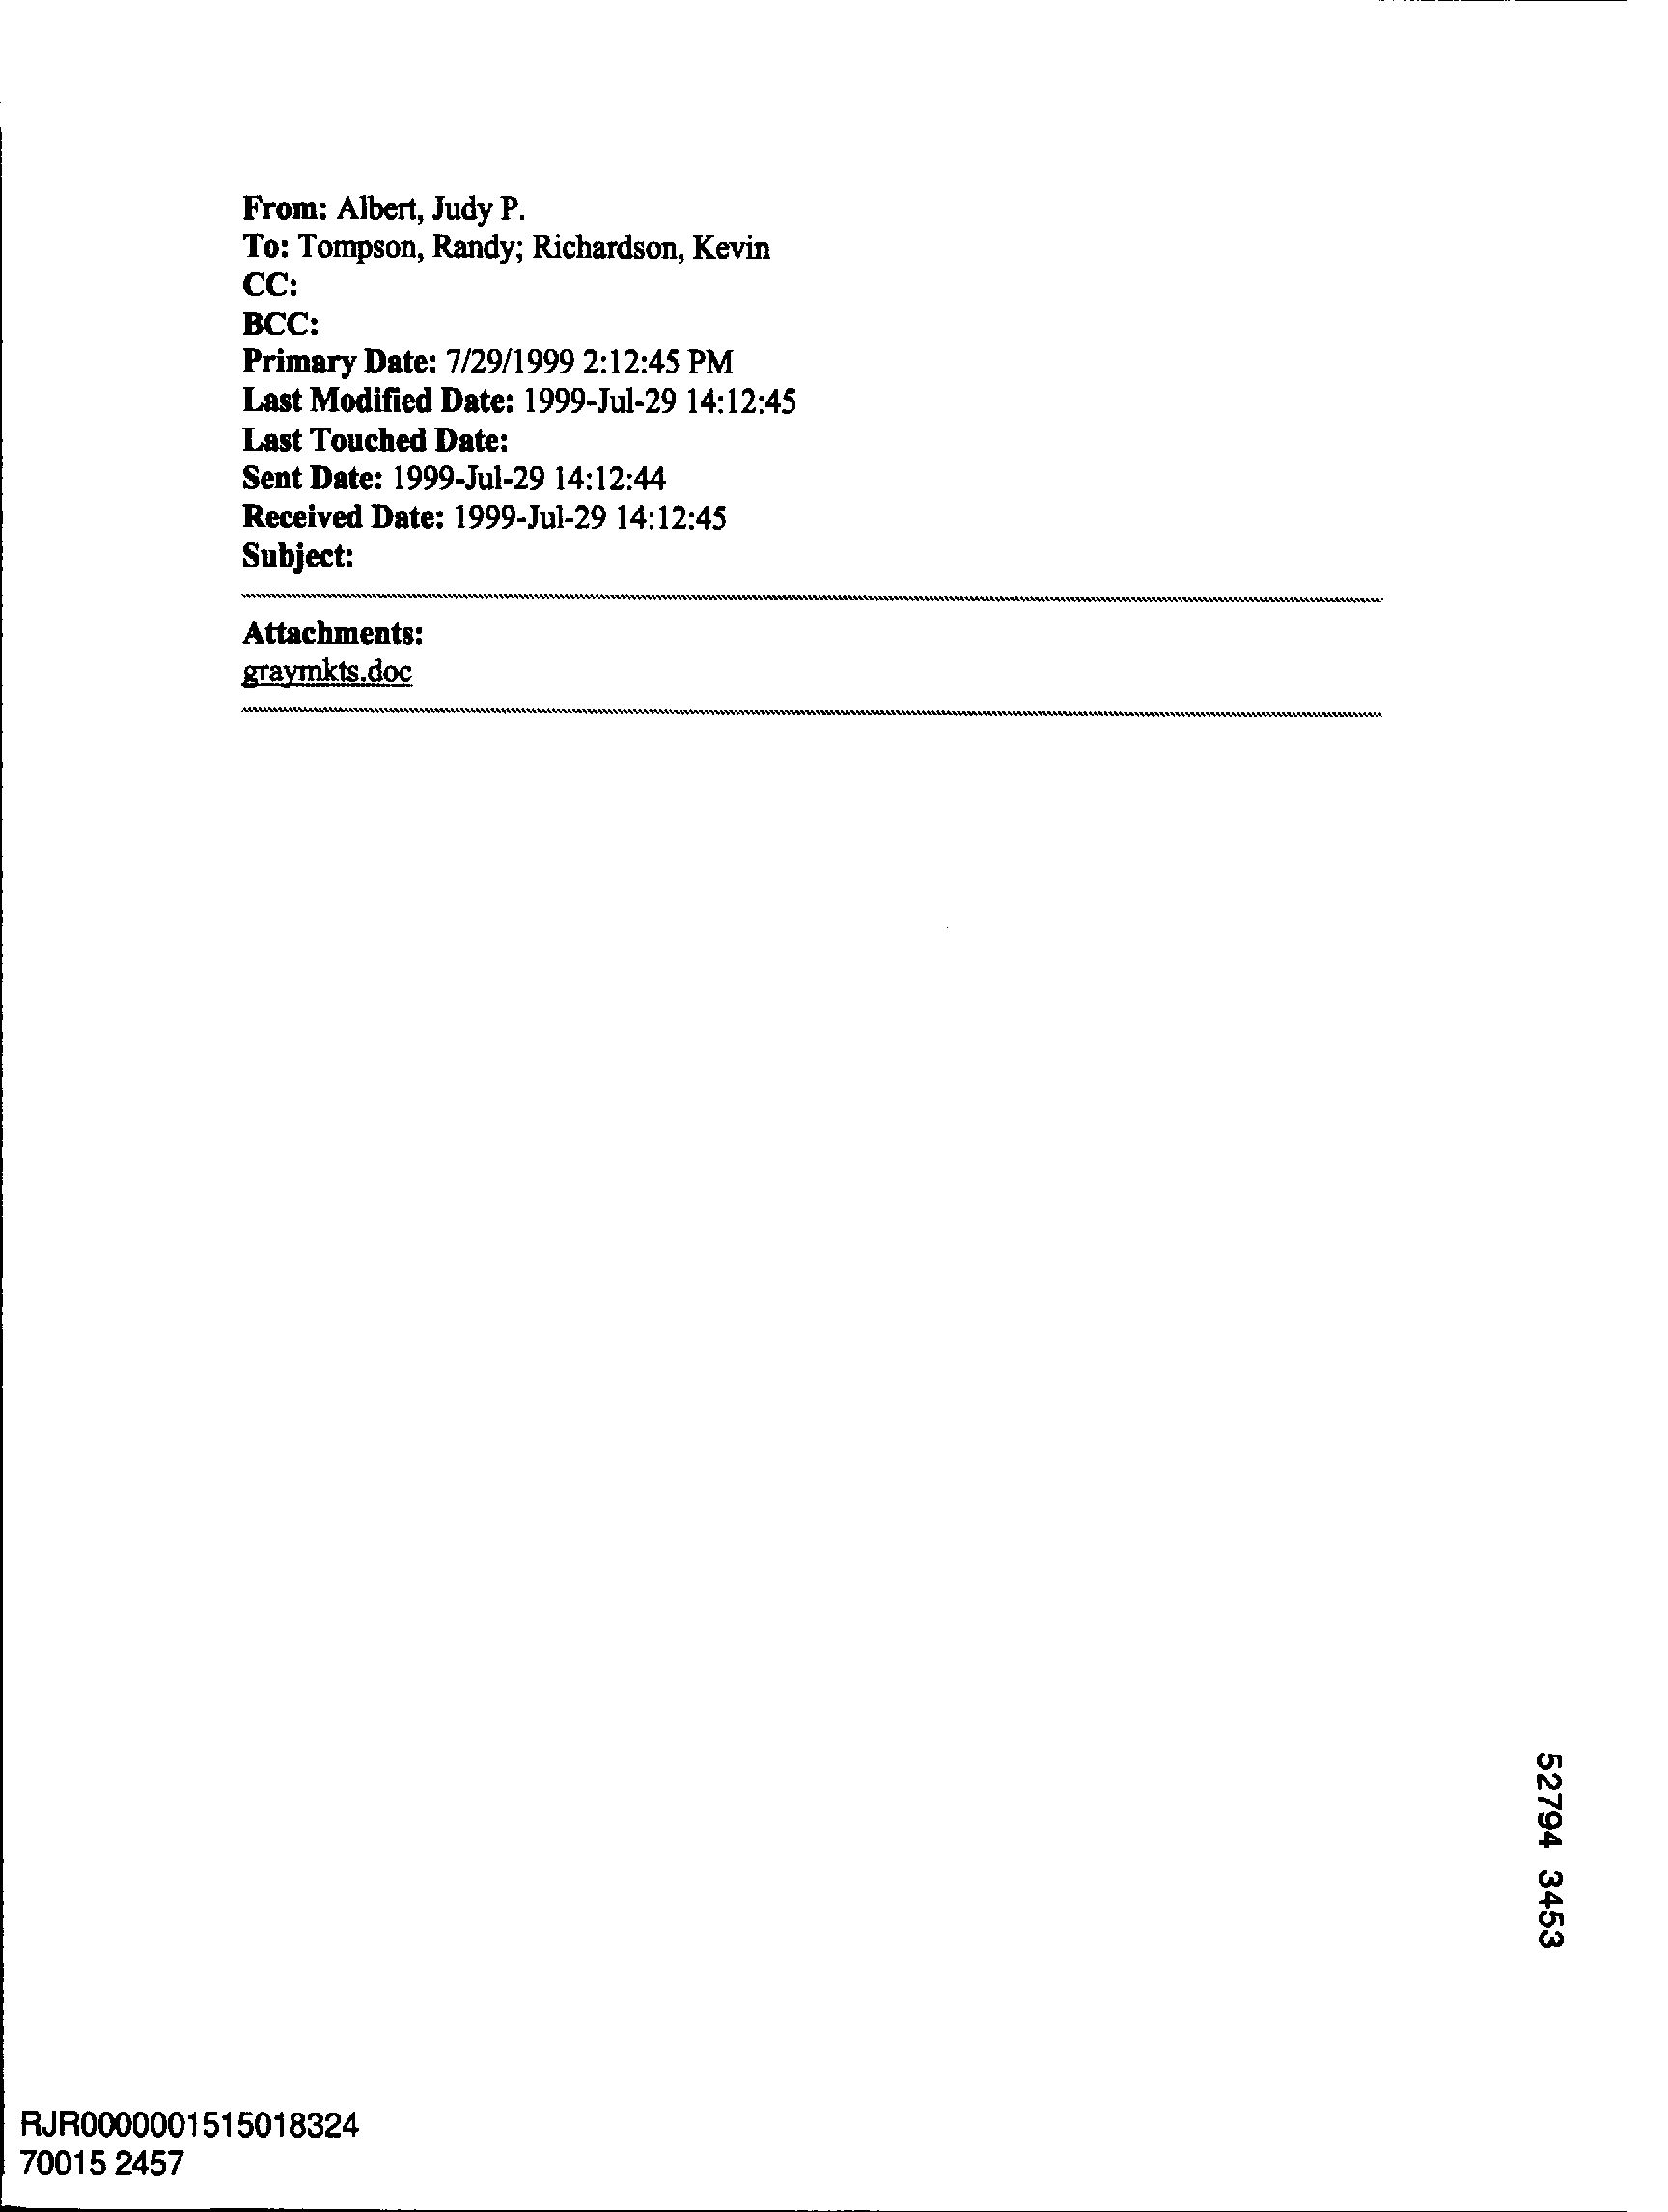 From: Albert, Judy P.
To: Tompson, Randy; Richardson, Kevin
CC:
BCC:
Primary Date: 7/29/1999 2:12:45 PM
Last Modified Date: 1999-Jul-29 14:12:45
Last Touched Date:
Sent Date: 1999-Jul-29 14:12:44
Received Date: 1999-Jul-29 14:12:45
Subject:
Attachments:
graymkts.doc
52794 3453
RJR0000001515018324
70015 2457